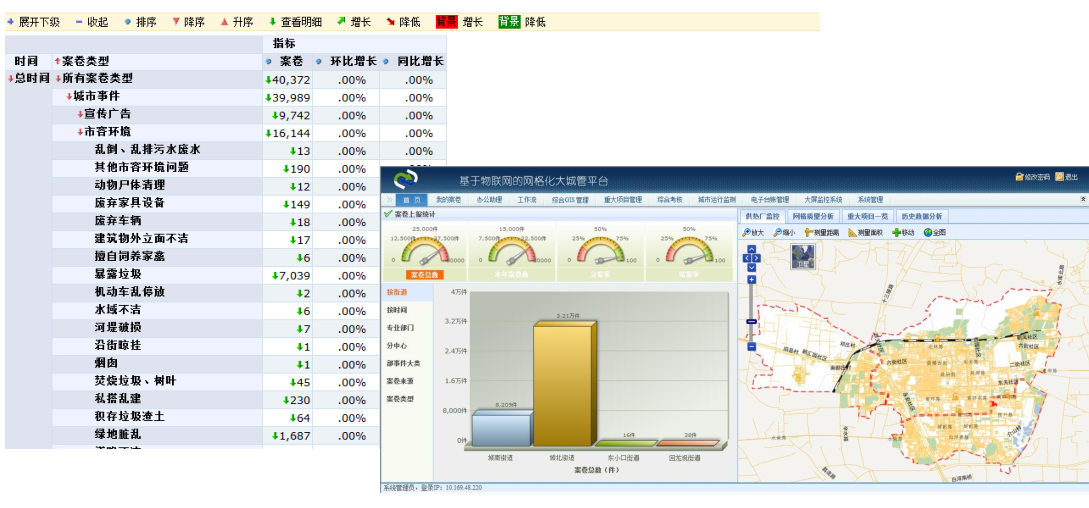 展开下级 收起 排序 降序 升序 查看明细 增长 降低 背景 增长 背景 降低
指标
时间 案卷类型 案卷 环比增长 同比增长
总时间 所有案卷类型 40,372 .00% .00%
城市事件 39,989 .00% .00%
宣传广告 9,742 .00% .00%
市容环境 16,144 .00% .00%
乱倒、乱排污水废水 13 .00% .00%
其他市容环境问题 190 .00%
动物尸体清理 12 .00%
废弃家具设备 149 .00%
废弃车辆 18 .00%
建筑物外立面不洁 17 .00%
擅自饲养家禽 6 .00%
暴露垃圾 7,039 .00%
机动车乱停放 2 .00%
水域不洁 6 .00%
河堤破损 7 .00%
沿街晾挂 1 .00%
烟囱 1 .00%
焚烧垃圾、树叶 45 .00%
私搭乱建 230 .00%
积存垃圾渣土 64 .00%
绿地脏乱 1,687 .00%
基于物联网的网格化大城管平台
修改密码 退出
首 页 我的案卷 办公助理 工作流 综合GIS管理 重大项目管理 综合考核 城市运行监测 电子台帐管理 大屏监控系统 系统管理
案卷上报统计
25,000件 15,000件 50% 50%
12,500件 37,500件 7,500件 22,500件 25% 75% 25% 75%
案卷总数 本年案卷数
供热厂监控 网格质量分析 重大项目一览 历史数据分析
放大 缩小 测量距离 测量面积 移动 全图
按街道
按时间
专业部门
分中心
部事件大类
案卷来源
案卷类型
4万件
3.2万件
2.4万件
1.6万件
8,000件
0件
8,209件
3.21万件
16件
28件
城南街道 城北街道 东小口街道 回龙观街道
案卷总数（件）
系统管理员，登录IP：10.169.48.220